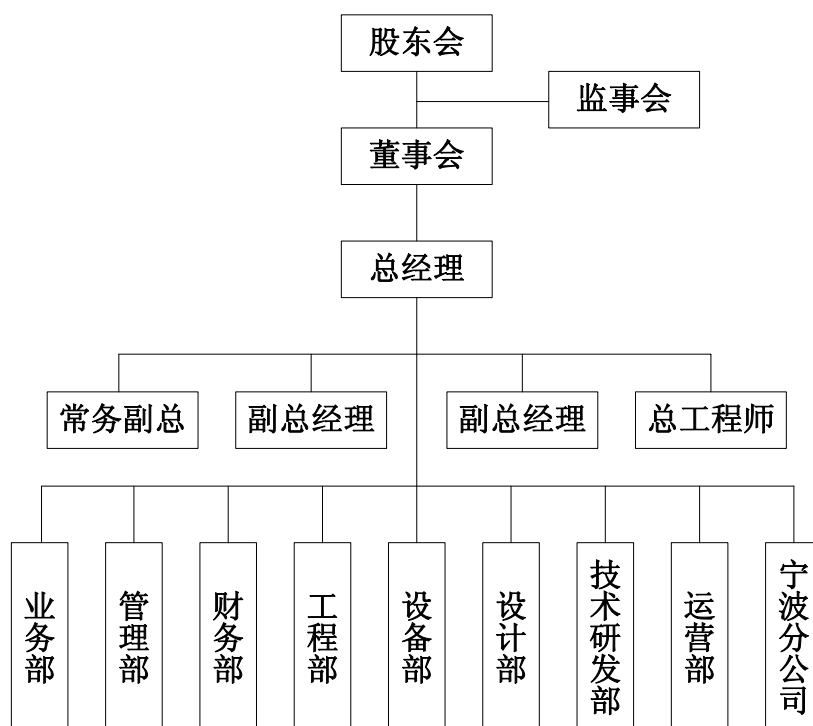 股东会
监事会
董事会
总经理
常务副总
副总经理
副总经理
总工程师
业务部
管理部
财务部
工程部
设备部
设计部
技术研发部
运营部
宁波分公司